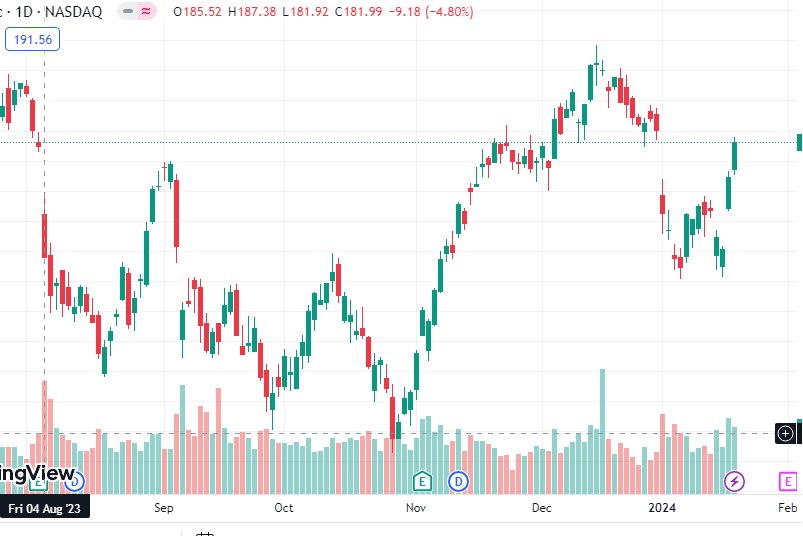 c · 1D · NASDAQ O185.52 H187.38 L181.92 C181.99 −9.18 (−4.80%)
191.56
ingView
E D E D E
Fri 04 Aug '23 Sep Oct Nov Dec 2024 Feb